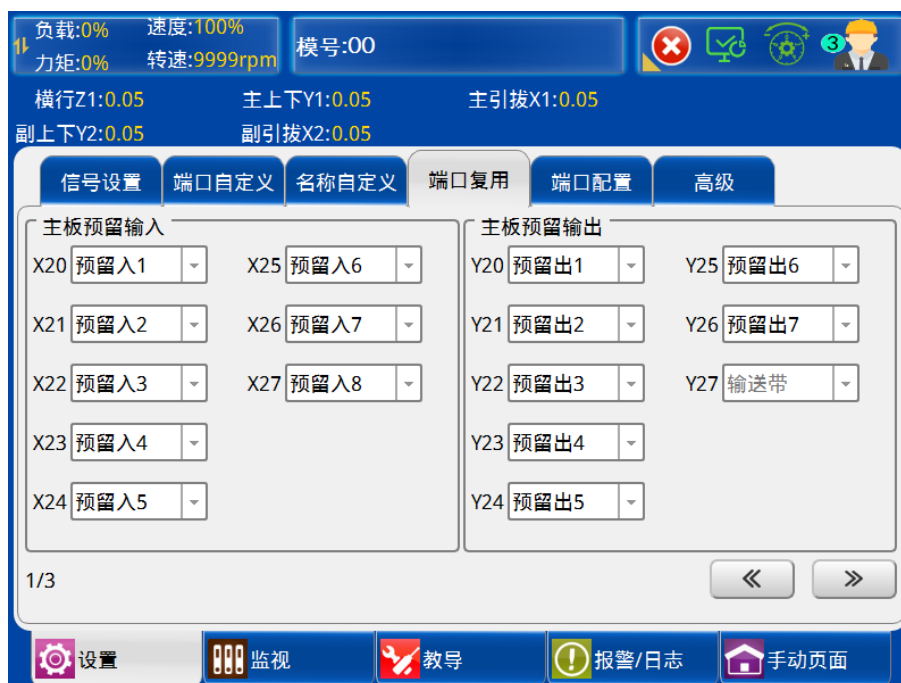 负载:0% 速度:100%
力矩:0% 转速:9999rpm
模号:00
3
横行Z1:0.05 主上下Y1:0.05 主引拔X1:0.05
副上下Y2:0.05 副引拔X2:0.05
信号设置 端口自定义 名称自定义 端口复用 端口配置 高级
主板预留输入 主板预留输出
X20 预留入1 X25 预留入6 Y20 预留出1 Y25 预留出6
X21 预留入2 X26 预留入7 Y21 预留出2 Y26 预留出7
X22 预留入3 X27 预留入8 Y22 预留出3 Y27 输送带
X23 预留入4 Y23 预留出4
X24 预留入5 Y24 预留出5
1/3
设置 监视 教导 报警/日志 手动页面